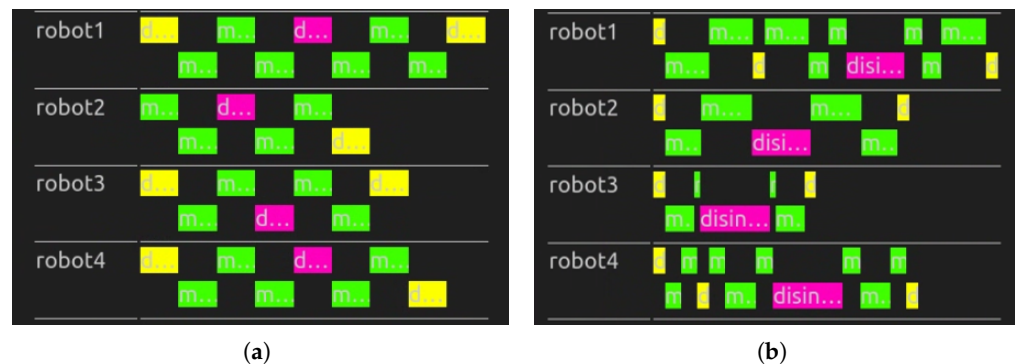 robot1 d... m... d... m... d...
m... m... m... m...
robot2 m... d... m...
m... m... d...
robot3 d... m... m... d...
m... d... m...
robot4 d... m... d... m...
m... m... m... d...
(a)
robot1 d m... m... m m m...
m... d m disi... m d
robot2 d m... m... d
m.. disi... m..
robot3 d r r d
m. disin... m..
robot4 d m m m m m
m d m.. disin... m.. d
(b)